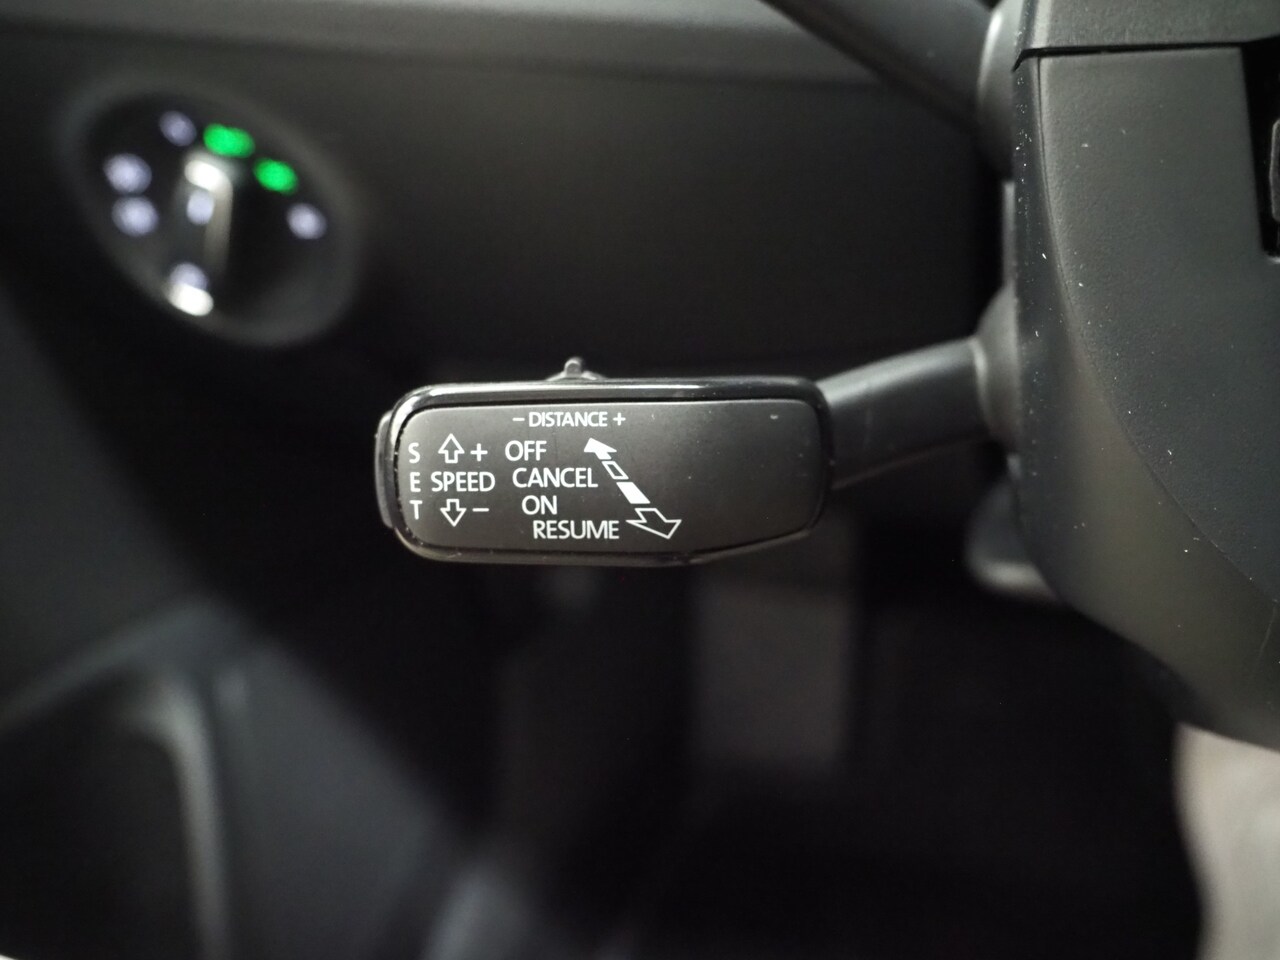 - DISTANCE +
S + OFF
E SPEED CANCEL
T - ON
RESUME